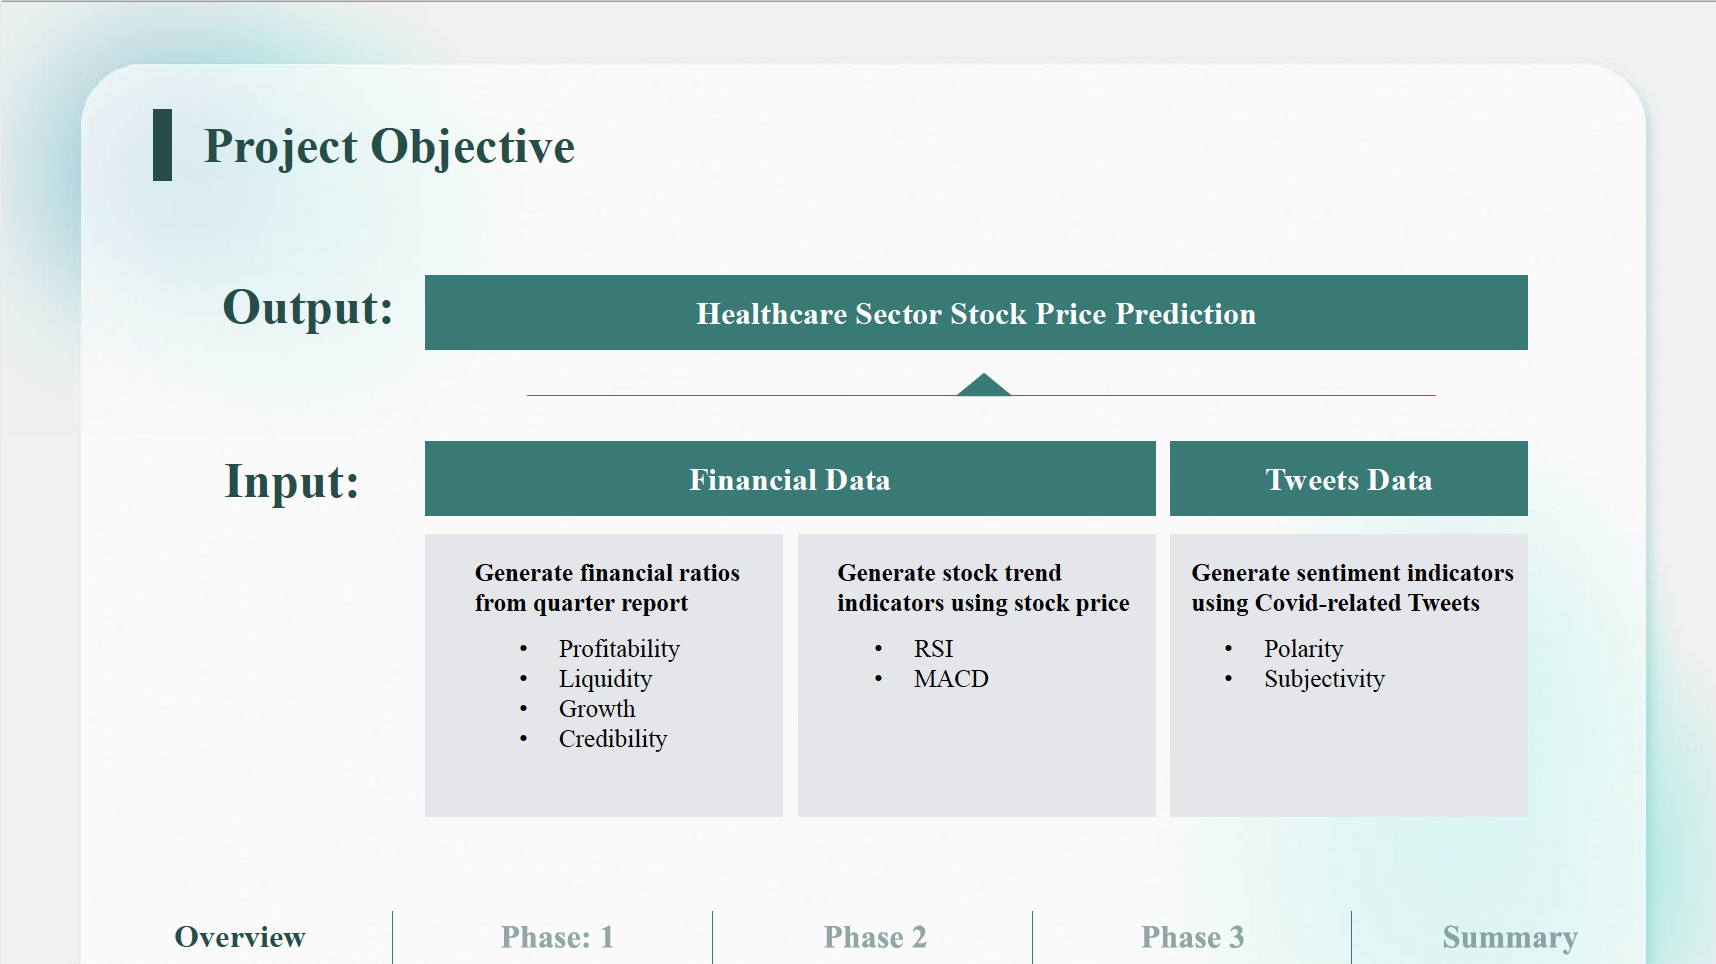 Project Objective
Output:
Healthcare Sector Stock Price Prediction
Input:
Financial Data
Tweets Data
Generate financial ratios
from quarter report
• Profitability
• Liquidity
• Growth
• Credibility
Generate stock trend
indicators using stock price
• RSI
• MACD
Generate sentiment indicators
using Covid-related Tweets
• Polarity
• Subjectivity
Overview
Phase: 1
Phase 2
Phase 3
Summary